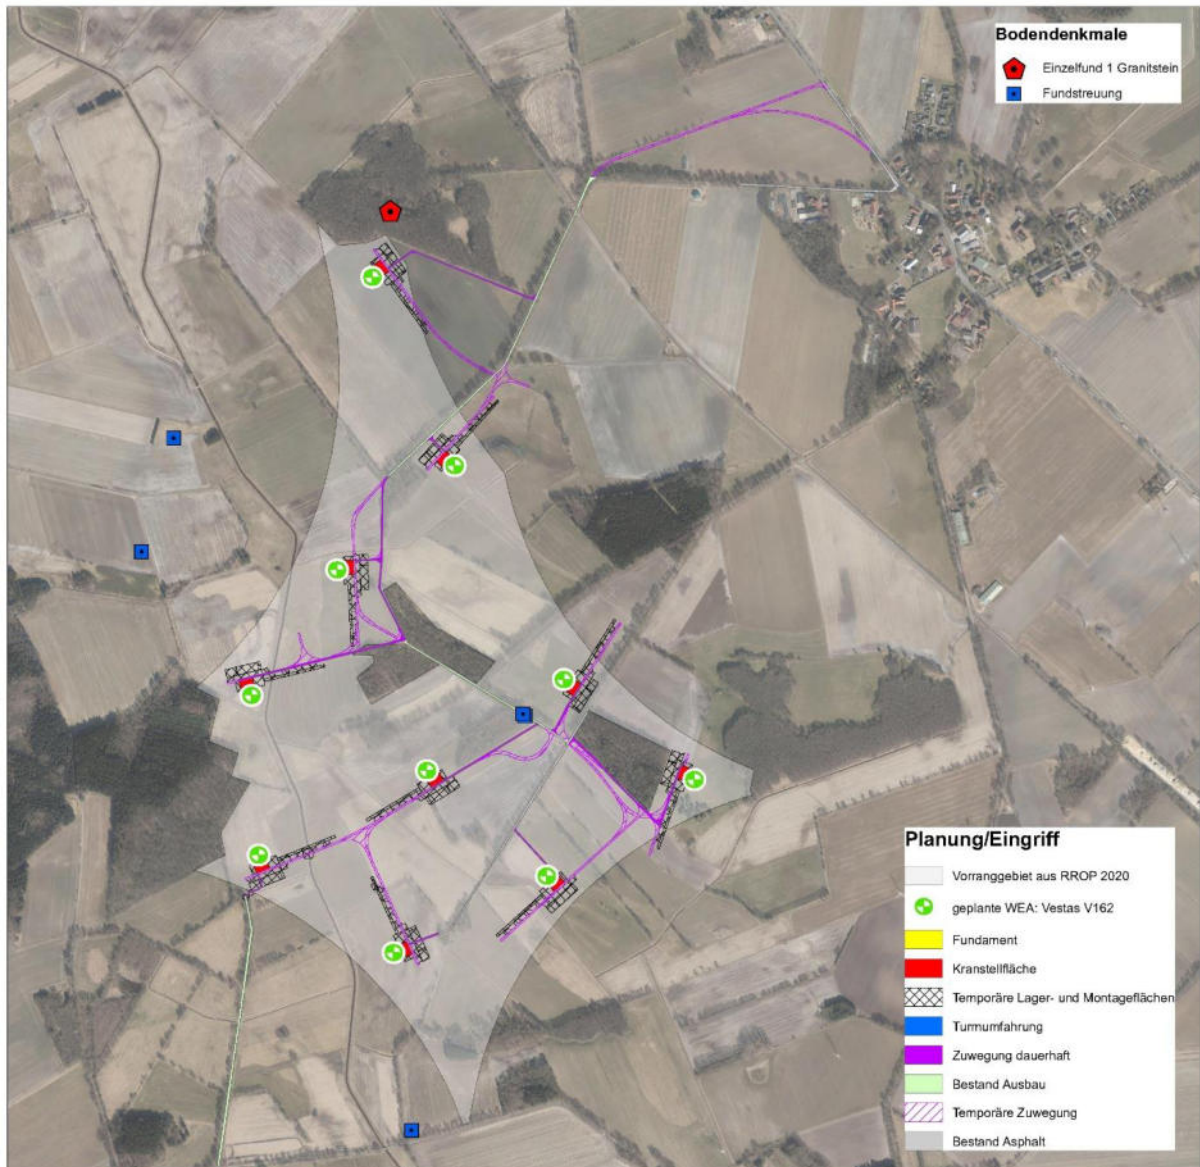 Bodendenkmale
Einzelfund 1 Granitstein
Fundstreuung
Planung/Eingriff
Vorranggebiet aus RROP 2020
geplante WEA: Vestas V162
Fundament
Kranstellfläche
Temporäre Lager- und Montageflächen
Turmumfahrung
Zuwegung dauerhaft
Bestand Ausbau
Temporäre Zuwegung
Bestand Asphalt